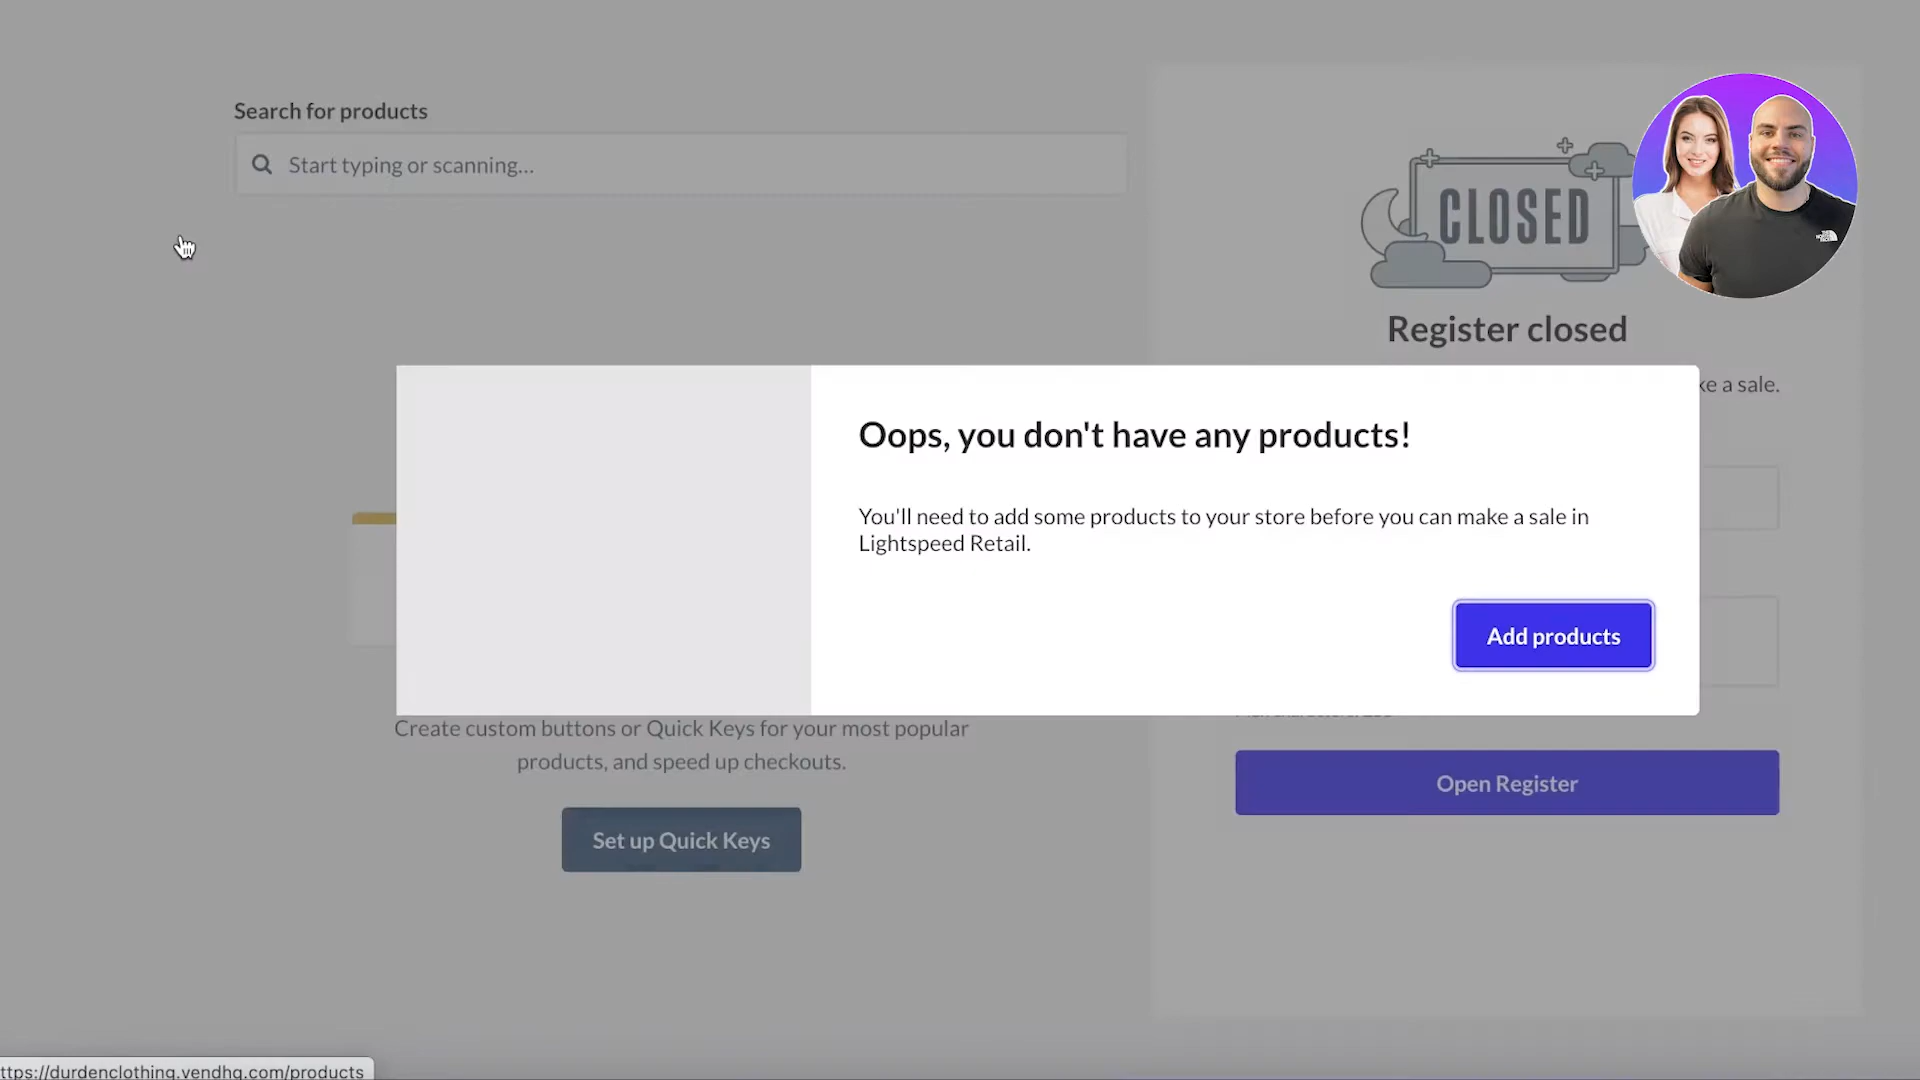 Search for products
Start typing or scanning...
CLOSED
Register closed
ke a sale.
Oops, you don't have any products!
You'll need to add some products to your store before you can make a sale in
Lightspeed Retail.
Add products
Create custom buttons or Quick Keys for your most popular
products, and speed up checkouts.
Set up Quick Keys
Open Register
ttps://durdenclothing.vendhq.com/products